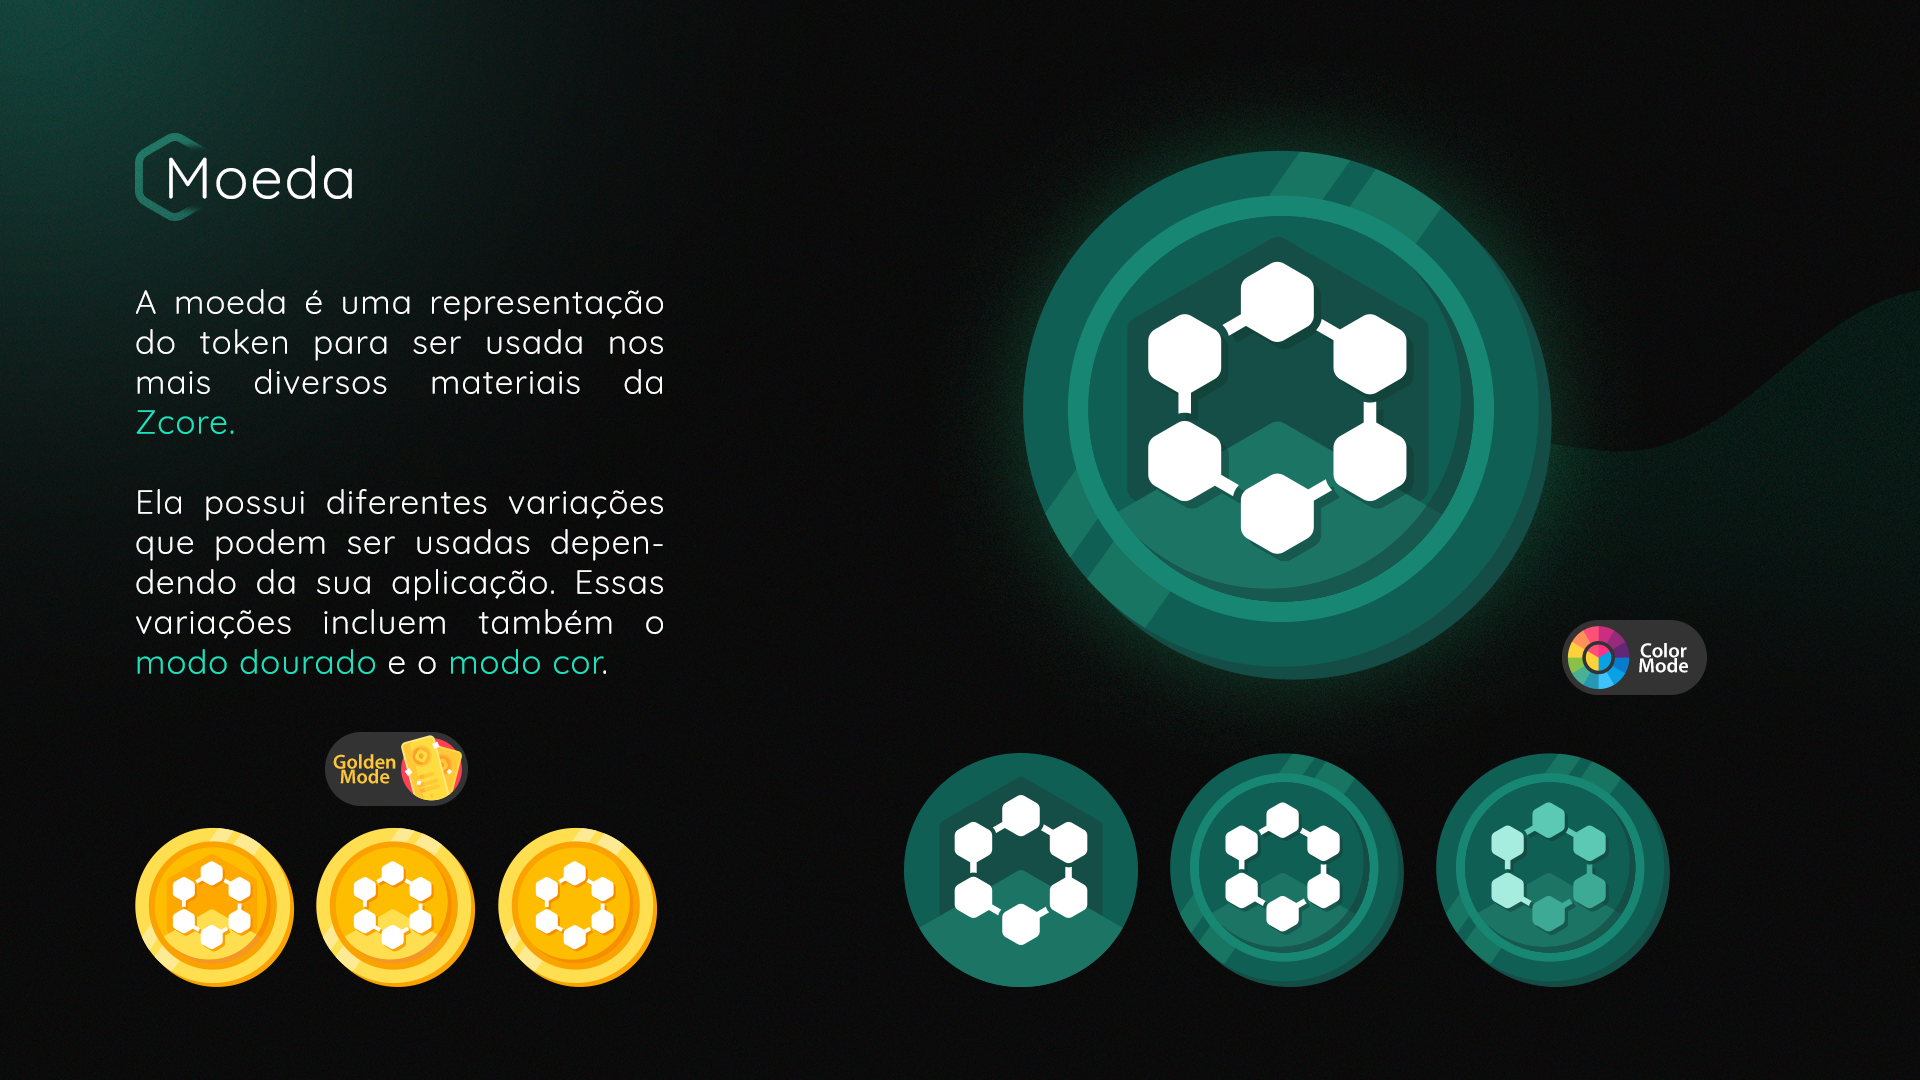 Moeda
A moeda é uma representação
do token para ser usada nos
mais diversos materiais da
Zcore.
Ela possui diferentes variações
que podem ser usadas depen-
dendo da sua aplicação. Essas
variações incluem também o
modo dourado e o modo cor.
Golden
Mode
Color
Mode